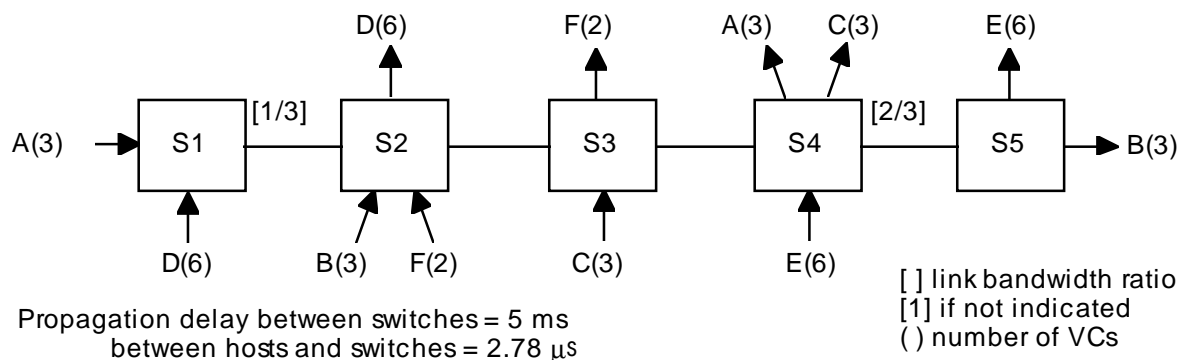 D(6) F(2) A(3) C(3) E(6)
[1/3] [2/3]
A(3) S1 S2 S3 S4 S5 B(3)
D(6) B(3) F(2) C(3) E(6)
[ ] link bandwidth ratio
[1] if not indicated
( ) number of VCs
Propagation delay between switches = 5 ms
between hosts and switches = 2.78 μs